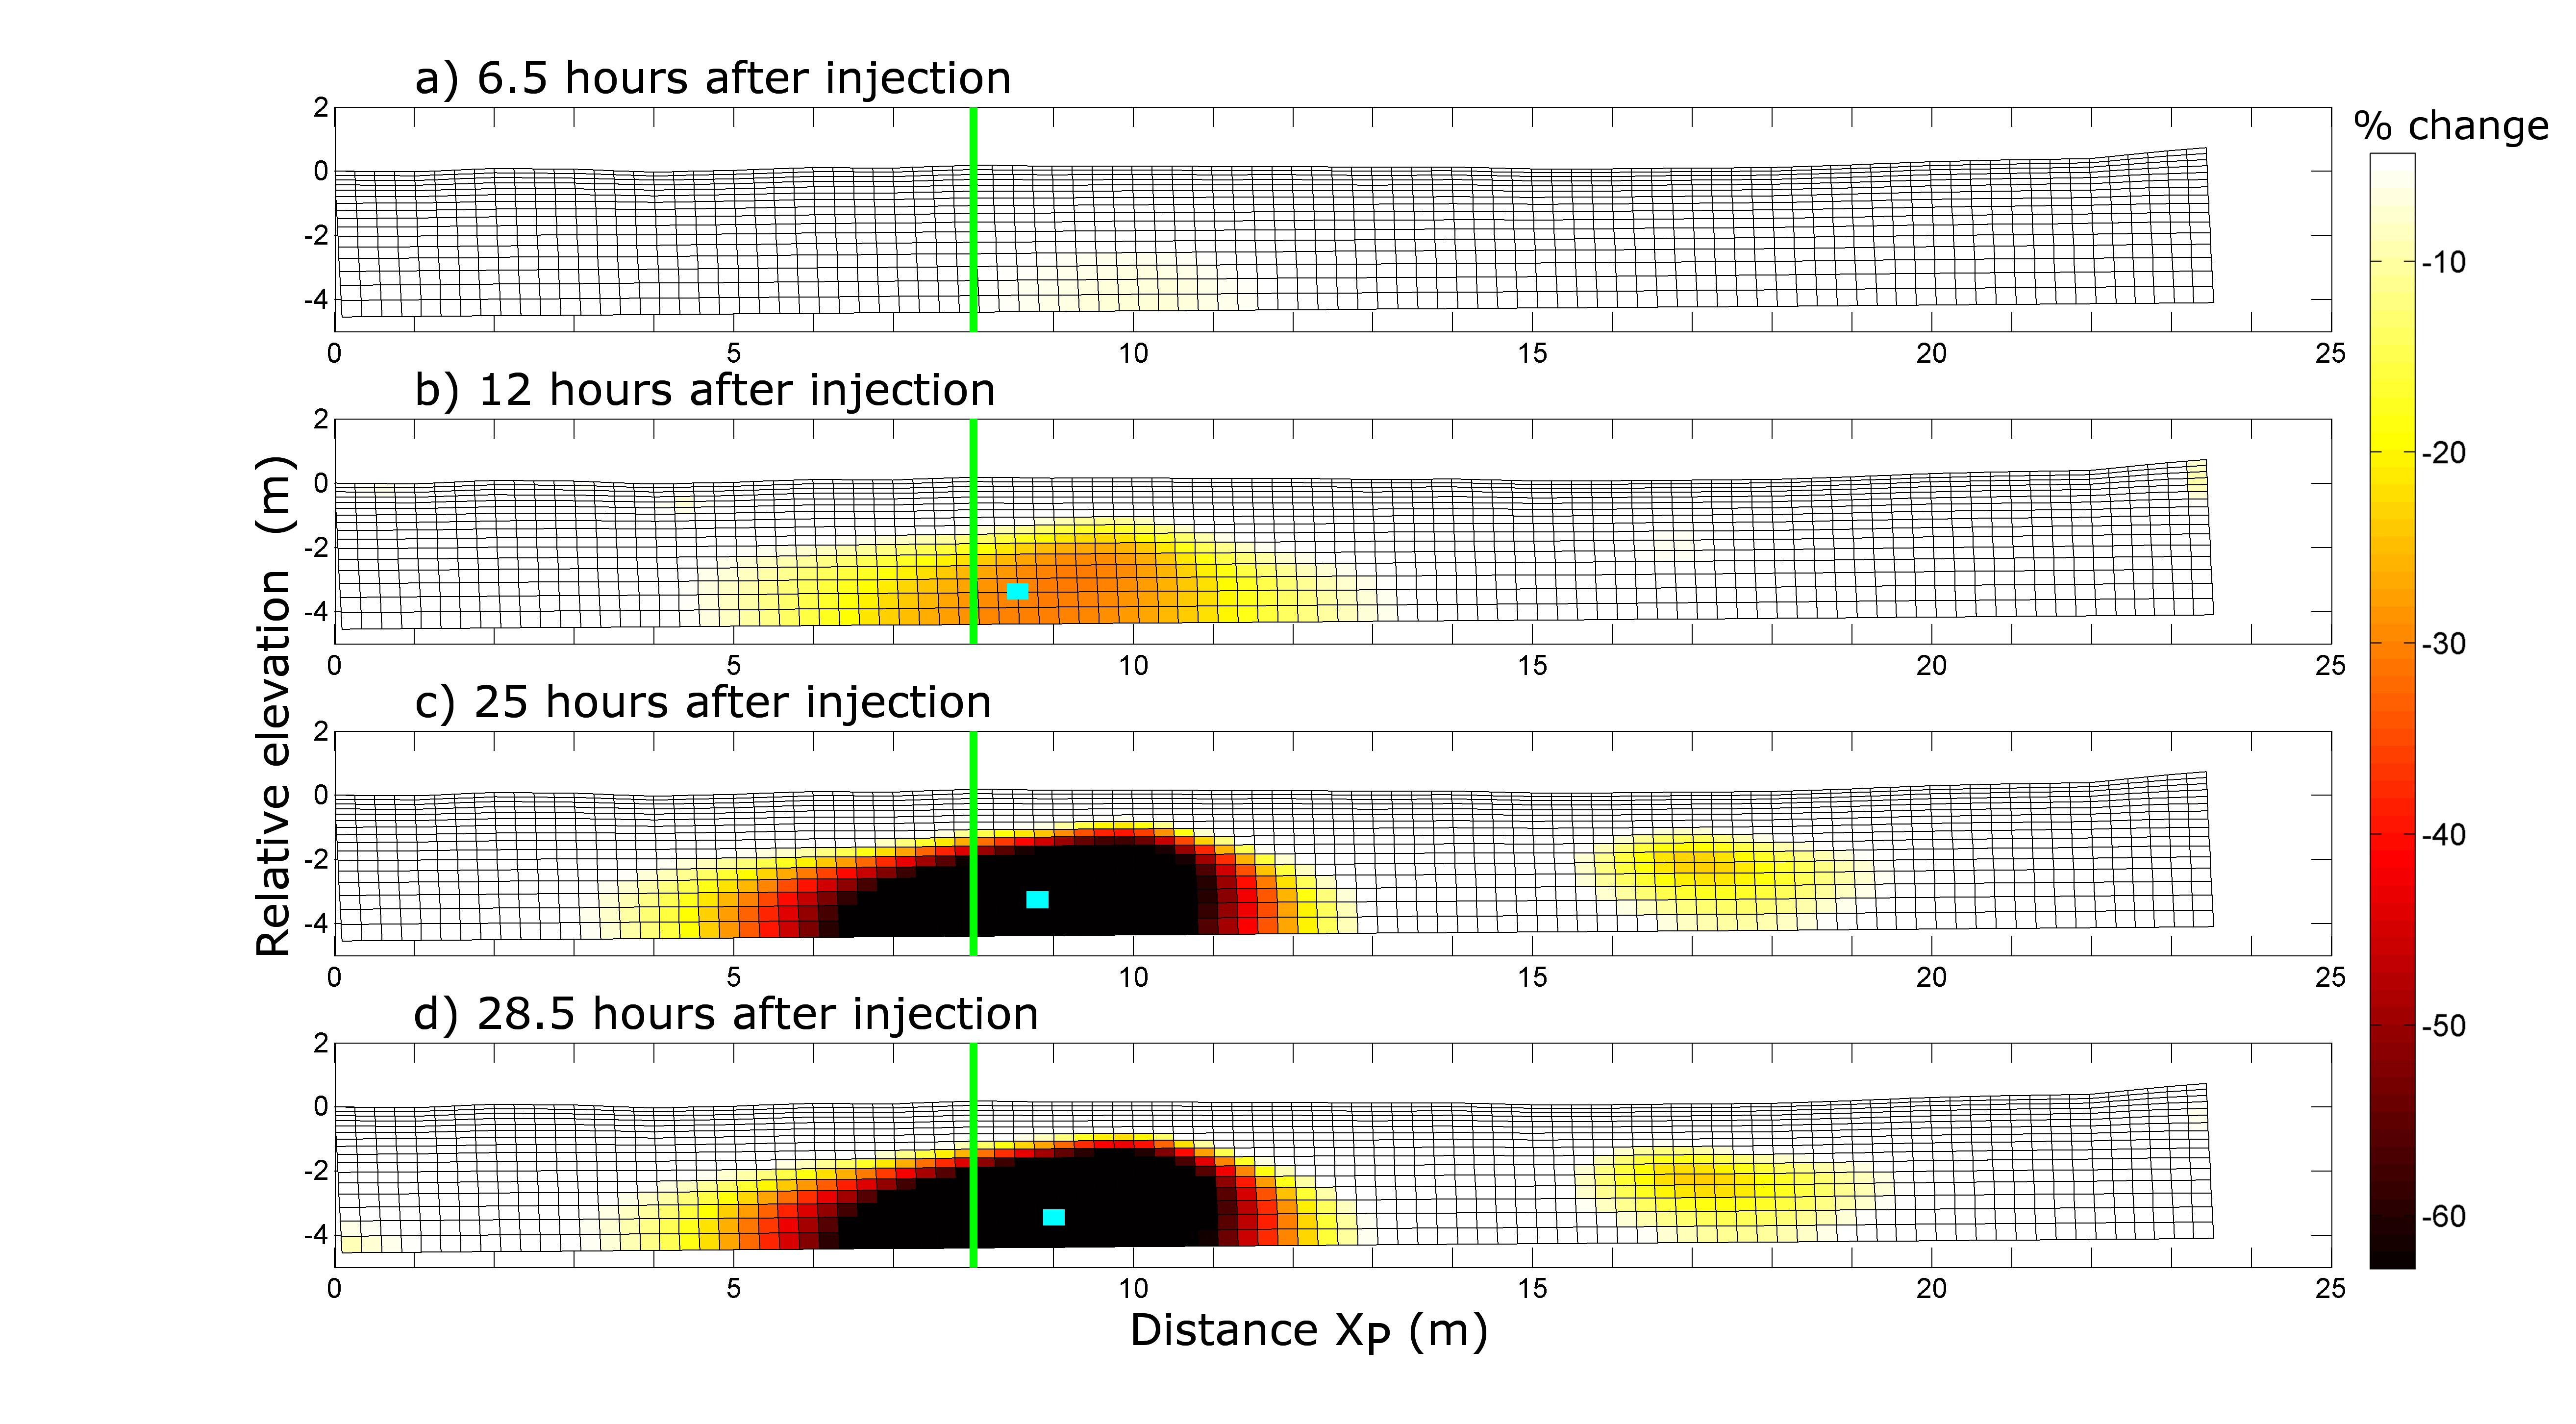 a) 6.5 hours after injection
2
0
-2
-4
0 5 10 15 20 25
b) 12 hours after injection
2
0
-2
-4
0 5 10 15 20 25
c) 25 hours after injection
2
0
-2
-4
0 5 10 15 20 25
d) 28.5 hours after injection
2
0
-2
-4
0 5 10 15 20 25
Relative elevation (m)
Distance XP (m)
% change
-10
-20
-30
-40
-50
-60